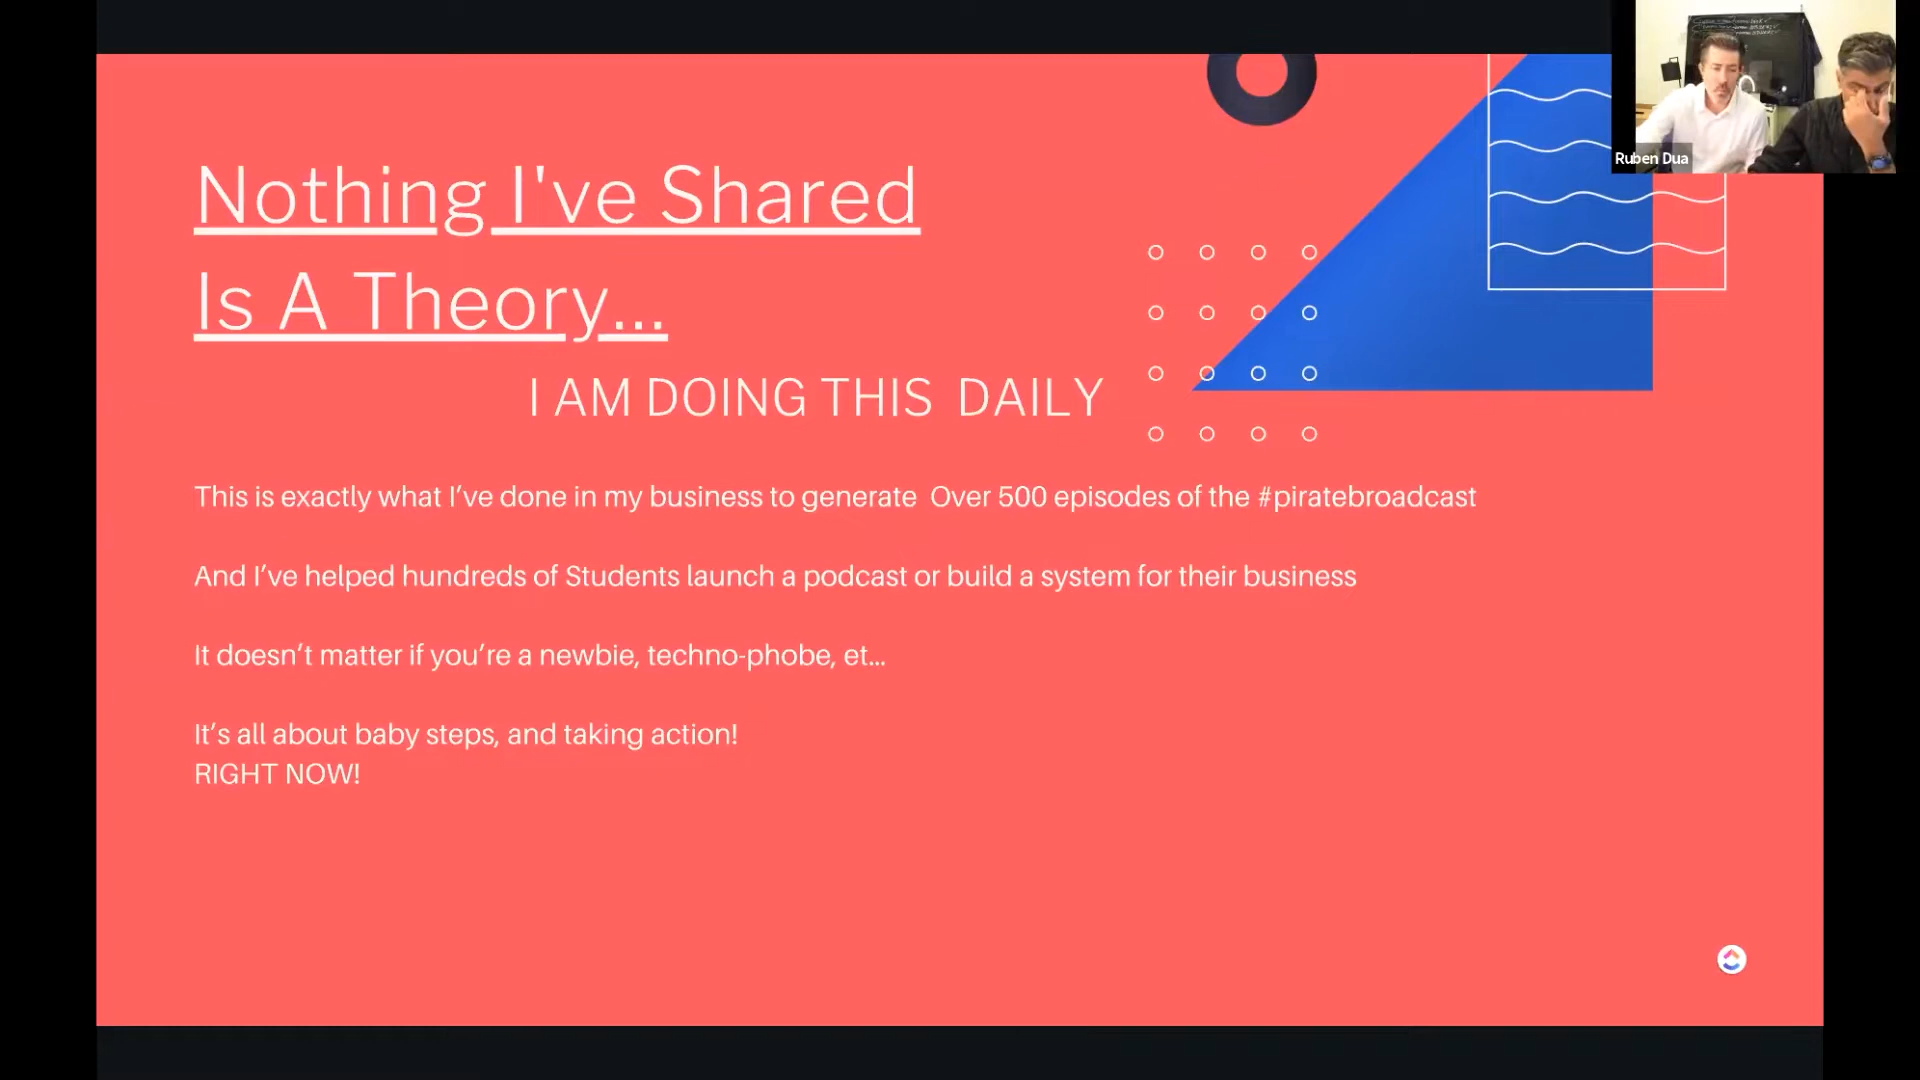 Nothing I've Shared
Is A Theory...
I AM DOING THIS DAILY
This is exactly what I’ve done in my business to generate Over 500 episodes of the #piratebroadcast
And I’ve helped hundreds of Students launch a podcast or build a system for their business
It doesn’t matter if you’re a newbie, techno-phobe, et...
It’s all about baby steps, and taking action!
RIGHT NOW!
Ruben Dua